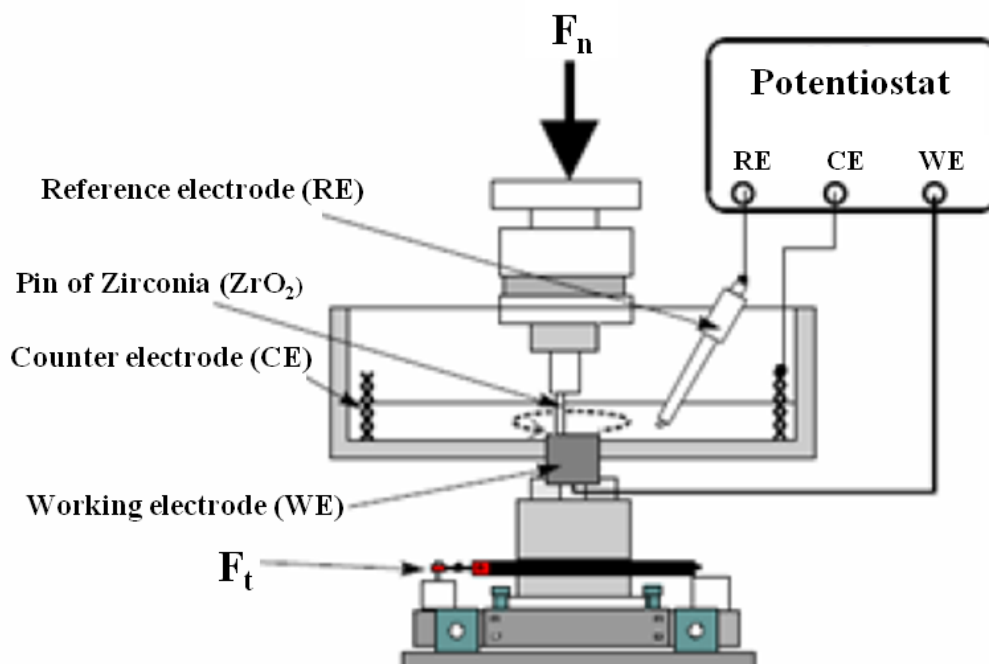 Fn
Potentiostat
RE CE WE
Reference electrode (RE)
Pin of Zirconia (ZrO2)
Counter electrode (CE)
Working electrode (WE)
Ft